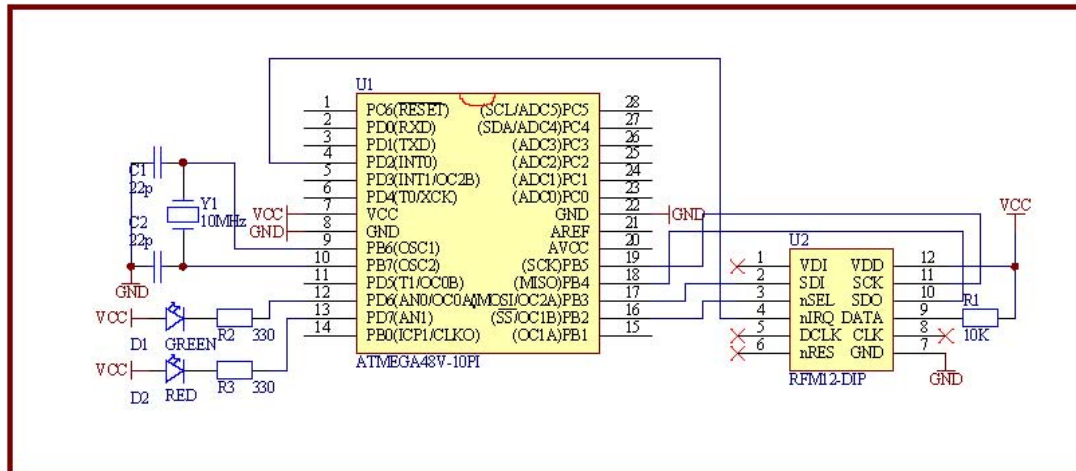 U1
1 PC6(RESET) (SCL/ADC5)PC5 28
2 PD0(RXD) (SDA/ADC4)PC4 27
3 PD1(TXD) (ADC3)PC3 26
4 PD2(INT0) (ADC2)PC2 25
5 PD3(INT1/OC2B) (ADC1)PC1 24
6 PD4(T0/XCK) (ADC0)PC0 23
VCC 7 VCC GND 22 GND
GND 8 GND AREF 21
9 PB6(OSC1) AVCC 20
10 PB7(OSC2) (SCK)PB5 19
11 PD5(T1/OC0B) (MISO)PB4 18
12 PD6(AN0/OC0A)(MOSI/OC2A)PB3 17
13 PD7(AN1) (SS/OC1B)PB2 16
14 PB0(ICP1/CLKO) (OC1A)PB1 15
ATMEGA48V-10PI
C1
22p
Y1
10MHz
C2
22p
GND
VCC
D1 GREEN R2 330
VCC
D2 RED R3 330
VCC
U2
1 VDI VDD 12
2 SDI SCK 11
3 nSEL SDO 10
4 nIRQ DATA 9
5 DCLK CLK 8
6 nRES GND 7
RFM12-DIP
R1
10K
GND